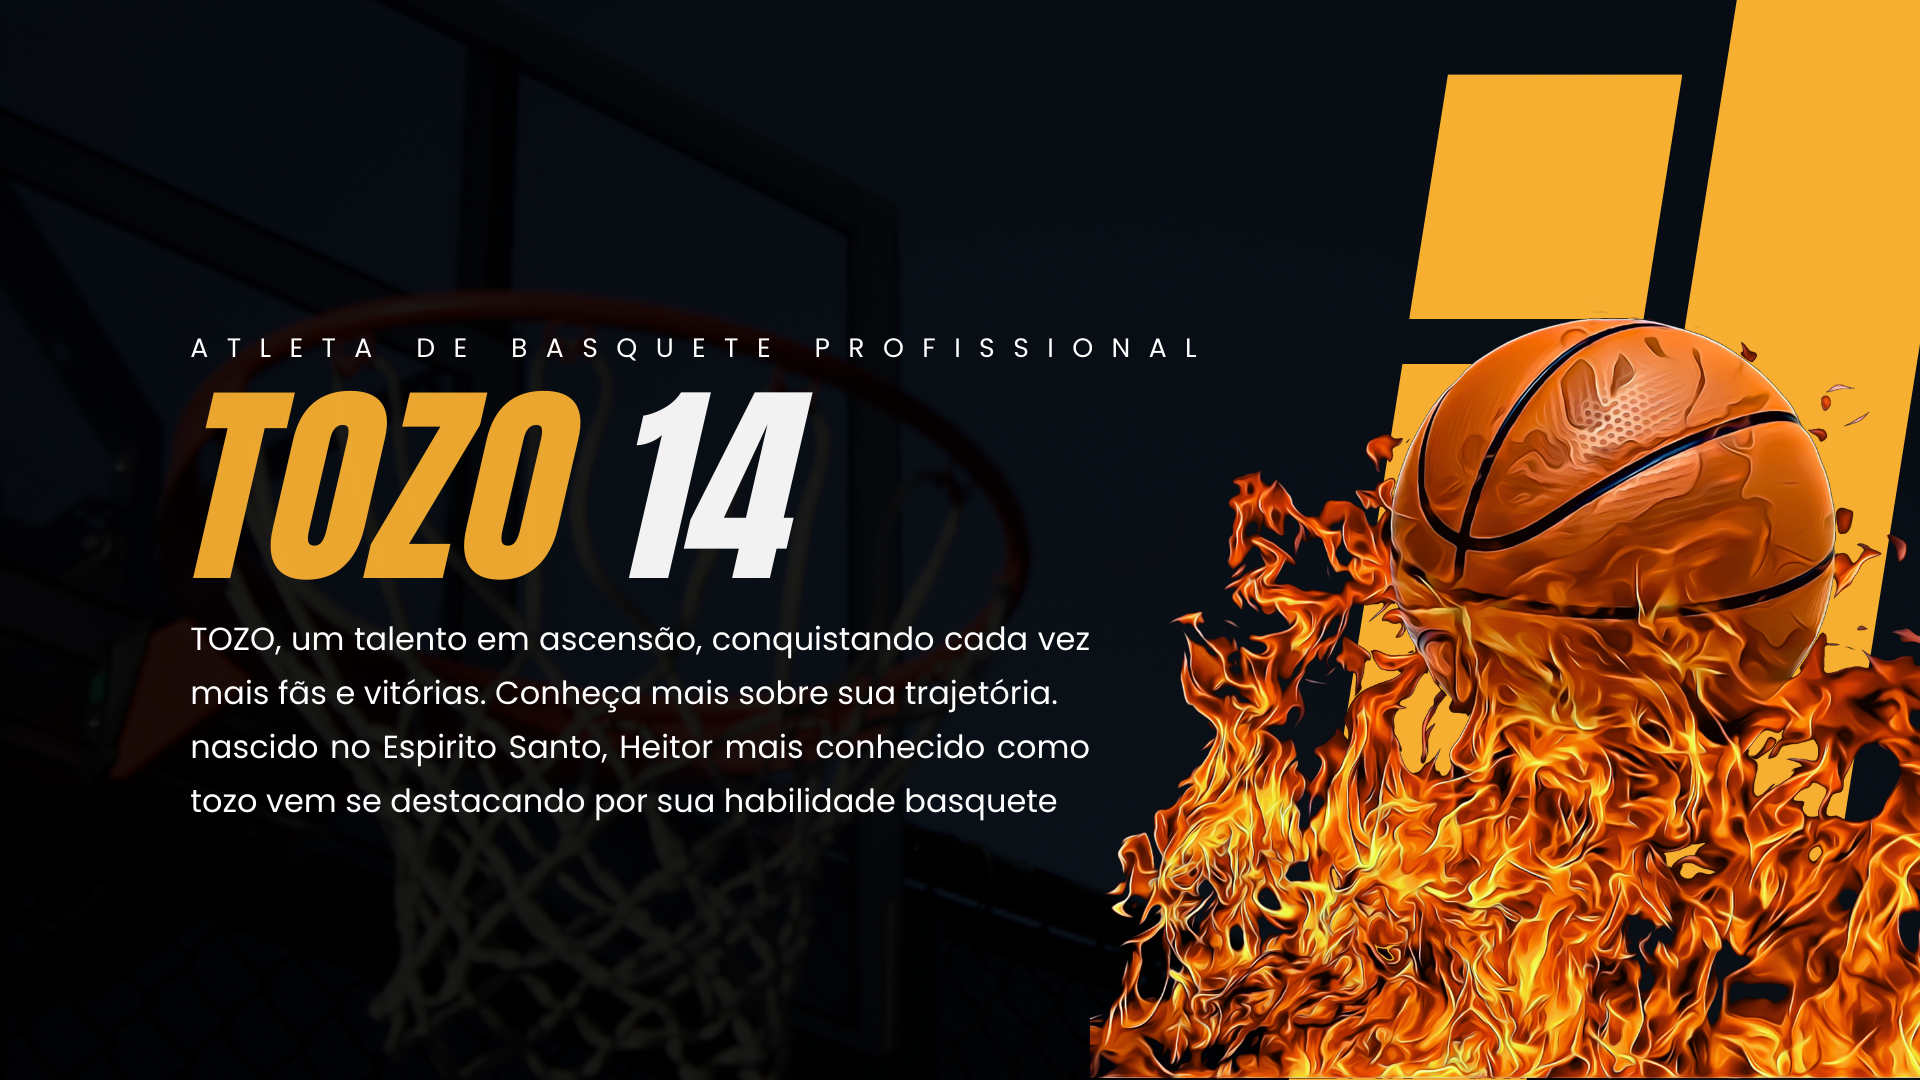 ATLETA DE BASQUETE PROFISSIONAL
TOZO 14
TOZO, um talento em ascensão, conquistando cada vez
mais fãs e vitórias. Conheça mais sobre sua trajetória.
nascido no Espirito Santo, Heitor mais conhecido como
tozo vem se destacando por sua habilidade basquete